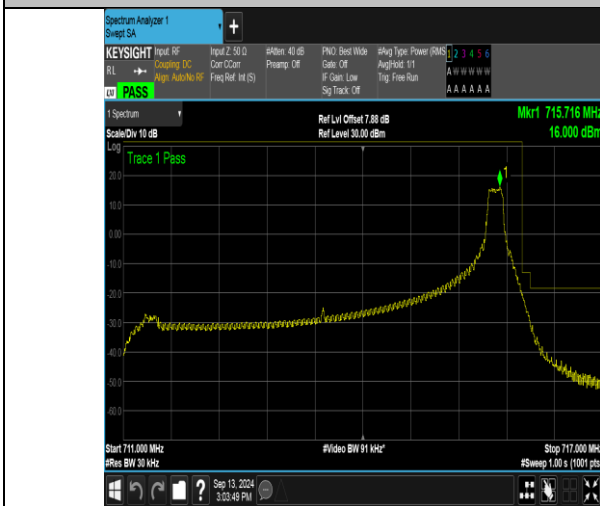 Spectrum Analyzer 1
Swept SA
+
KEYSIGHT Input: RF Input Z: 50 Ω #Atten: 40 dB PNO: Best Wide #Avg Type: Power (RMS 1 2 3 4 5 6
RL Coupling: DC Corr CCorr Preamp: Off Gate: Off Avg|Hold: 1/1
Align: Auto/No RF Freq Ref: Int (S) IF Gain: Low Trig: Free Run A W W W W W
Sig Track: Off
LXI PASS A A A A A A
1 Spectrum Ref Lvl Offset 7.88 dB Mkr1 715.716 MHz
Scale/Div 10 dB Ref Level 30.00 dBm 16.000 dBm
Log
Trace 1 Pass
1
20.0
10.0
0.00
-10.0
-20.0
-30.0
-40.0
-50.0
-60.0
Start 711.000 MHz #Video BW 91 kHz* Stop 717.000 MHz
#Res BW 30 kHz #Sweep 1.00 s (1001 pts
? Sep 13, 2024
3:03:49 PM